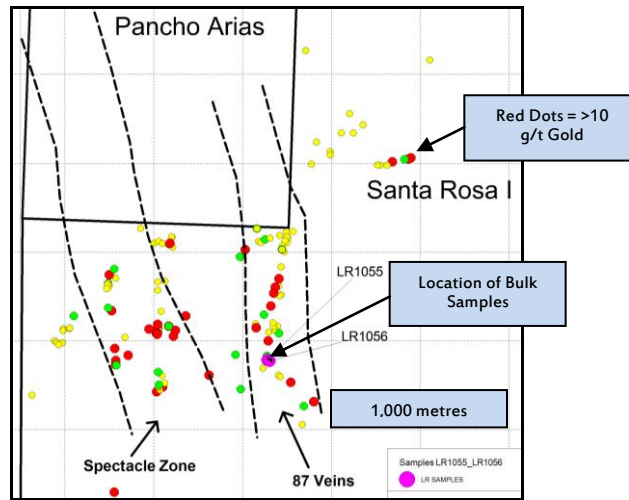 Pancho Arias
Red Dots = >10
g/t Gold
Santa Rosa I
LR1055
Location of Bulk
Samples
LR1056
1,000 metres
Spectacle Zone
87 Veins
Samples LR1055_LR1056
LR SAMPLES